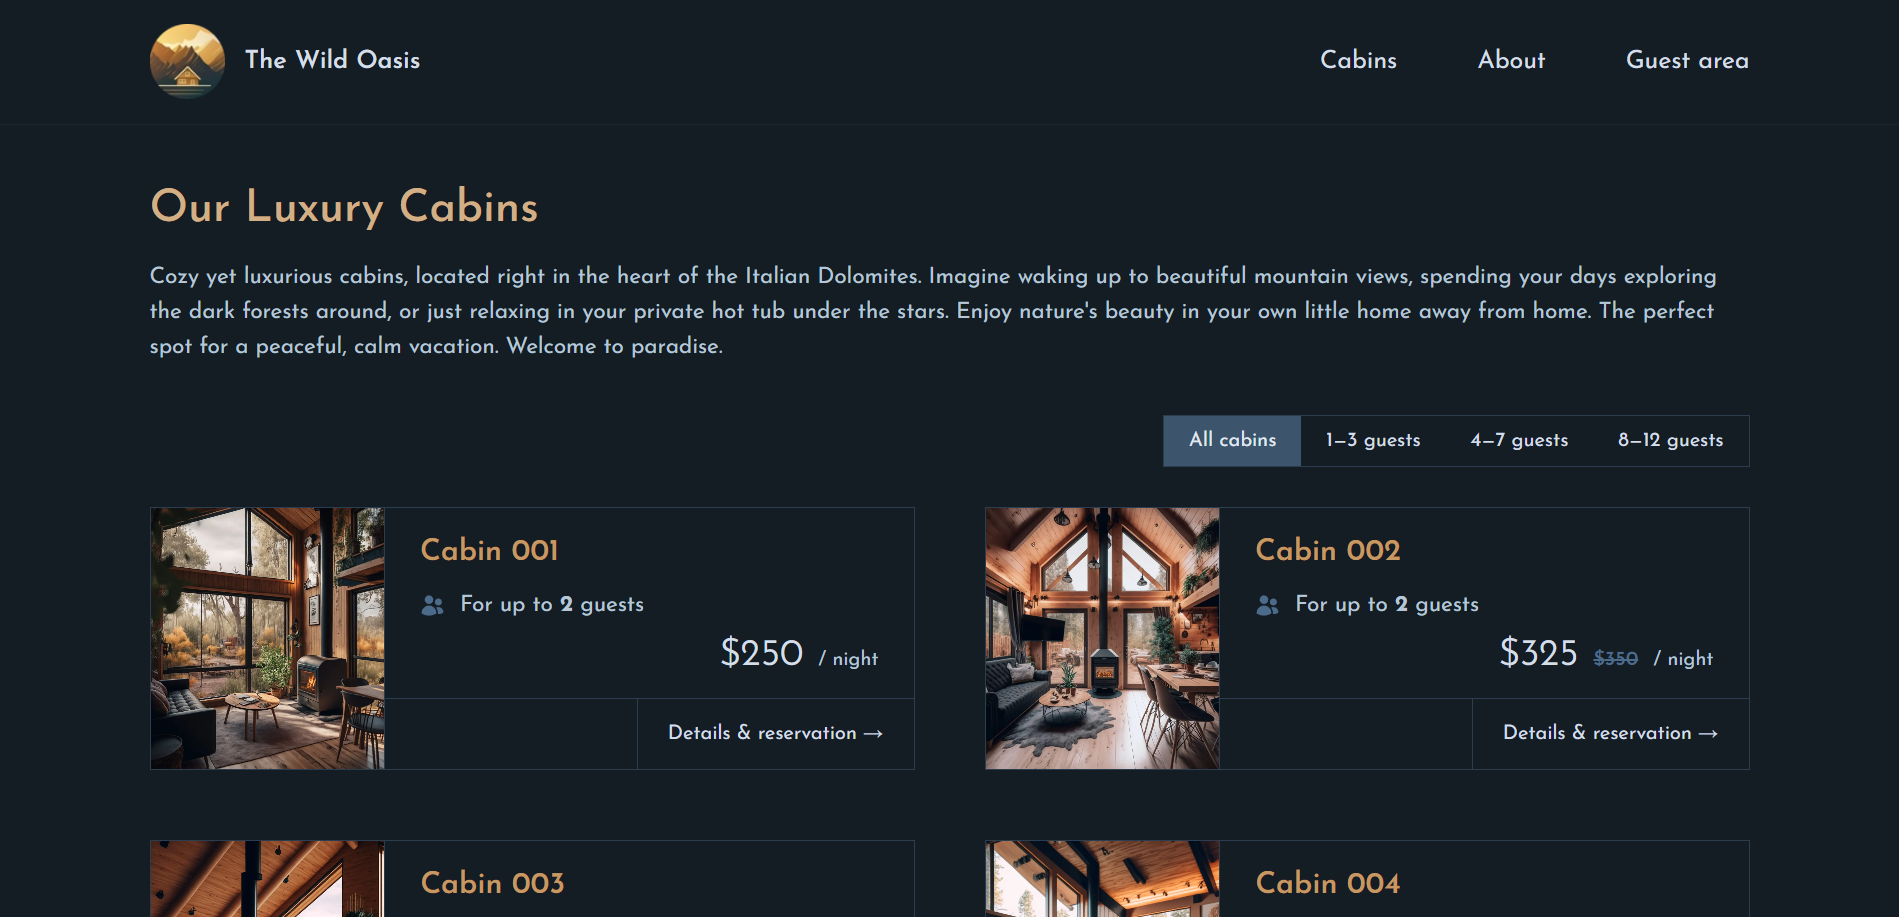 The Wild Oasis
Cabins
About
Guest area
Our Luxury Cabins
Cozy yet luxurious cabins, located right in the heart of the Italian Dolomites. Imagine waking up to beautiful mountain views, spending your days exploring
the dark forests around, or just relaxing in your private hot tub under the stars. Enjoy nature's beauty in your own little home away from home. The perfect
spot for a peaceful, calm vacation. Welcome to paradise.
All cabins
1—3 guests
4—7 guests
8—12 guests
Cabin 001
For up to 2 guests
$250 / night
Details & reservation →
Cabin 002
For up to 2 guests
$325 $350 / night
Details & reservation →
Cabin 003
Cabin 004